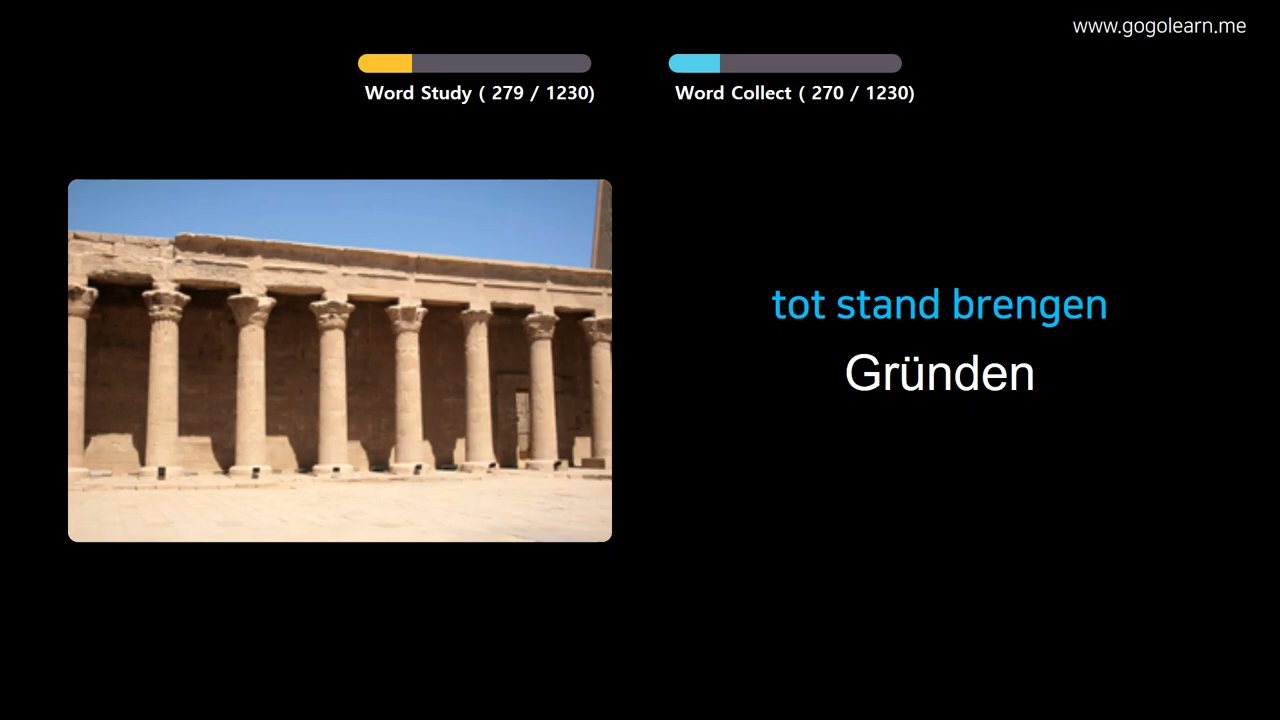 www.gogolearn.me
Word Study ( 279 / 1230)
Word Collect ( 270 / 1230)
tot stand brengen
Gründen